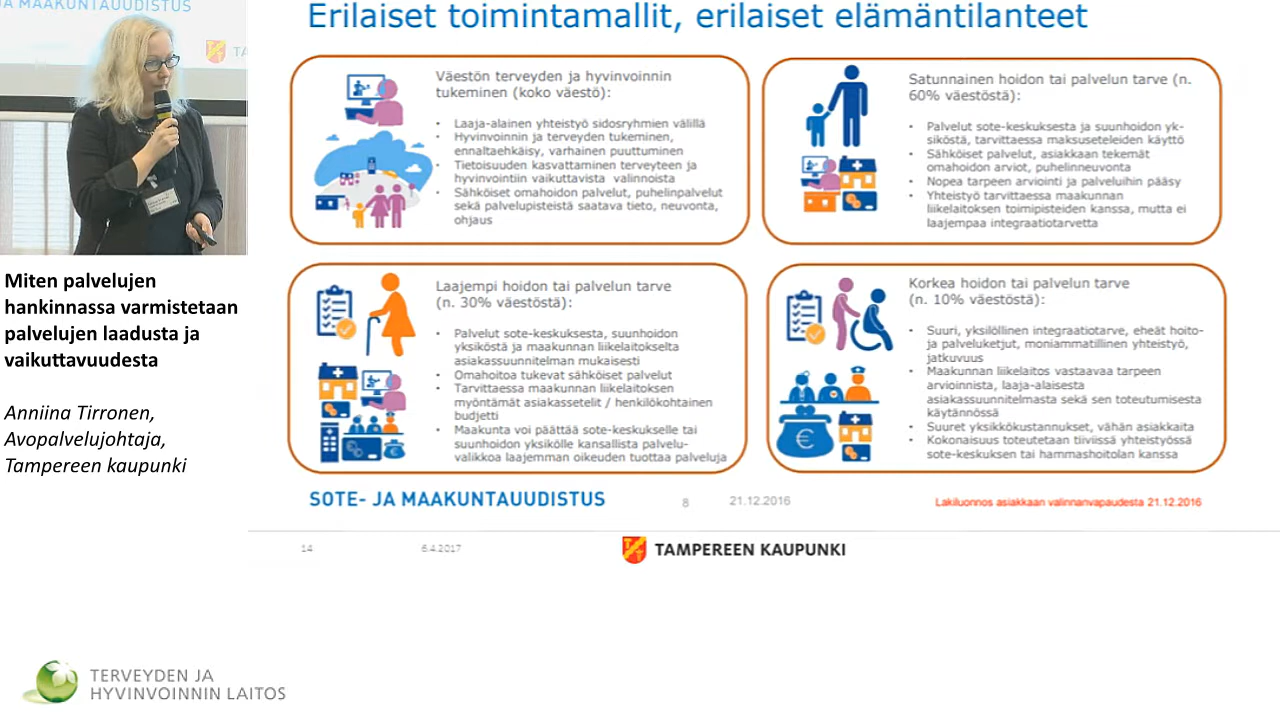 JA MAAKUNTAUUDISTUS
TA
Miten palvelujen
hankinnassa varmistetaan
palvelujen laadusta ja
vaikuttavuudesta
Anniina Tirronen,
Avopalvelujohtaja,
Tampereen kaupunki
Erilaiset toimintamallit, erilaiset elämäntilanteet
Väestön terveyden ja hyvinvoinnin
tukeminen (koko väestö):
• Laaja-alainen yhteistyö sidosryhmien välillä
• Hyvinvoinnin ja terveyden tukeminen,
ennaltaehkäisy, varhainen puuttuminen
• Tietoisuuden kasvattaminen terveyteen ja
hyvinvointiin vaikuttavista valinnoista
• Sähköiset omahoidon palvelut, puhelinpalvelut
sekä palvelupisteistä saatava tieto, neuvonta,
ohjaus
Satunnainen hoidon tai palvelun tarve (n.
60% väestöstä):
• Palvelut sote-keskuksesta ja suunhoidon yk-
siköstä, tarvittaessa maksuseteleiden käyttö
• Sähköiset palvelut, asiakkaan tekemät
omahoidon arviot, puhelinneuvonta
• Nopea tarpeen arviointi ja palveluihin pääsy
• Yhteistyö tarvittaessa maakunnan
liikelaitoksen toimipisteiden kanssa, mutta ei
laajempaa integraatiotarvetta
Laajempi hoidon tai palvelun tarve
(n. 30% väestöstä):
• Palvelut sote-keskuksesta, suunhoidon
yksiköstä ja maakunnan liikelaitokselta
asiakassuunnitelman mukaisesti
• Omahoitoa tukevat sähköiset palvelut
• Tarvittaessa maakunnan liikelaitoksen
myöntämät asiakassetelit / henkilökohtainen
budjetti
• Maakunta voi päättää sote-keskukselle tai
suunhoidon yksikölle kansallista palvelu-
valikkoa laajemman oikeuden tuottaa palveluja
Korkea hoidon tai palvelun tarve
(n. 10% väestöstä):
• Suuri, yksilöllinen integraatiotarve, eheät hoito-
ja palveluketjut, moniammatillinen yhteistyö,
jatkuvuus
• Maakunnan liikelaitos vastaavaa tarpeen
arvioinnista, laaja-alaisesta
asiakassuunnitelmasta sekä sen toteutumisesta
käytännössä
• Suuret yksikkökustannukset, vähän asiakkaita
• Kokonaisuus toteutetaan tiiviissä yhteistyössä
sote-keskuksen tai hammashoitolan kanssa
SOTE- JA MAAKUNTAUUDISTUS
8
21.12.2016
Lakiluonnos asiakkaan valinnanvapaudesta 21.12.2016
14
6.4.2017
TAMPEREEN KAUPUNKI
TERVEYDEN JA
HYVINVOINNIN LAITOS